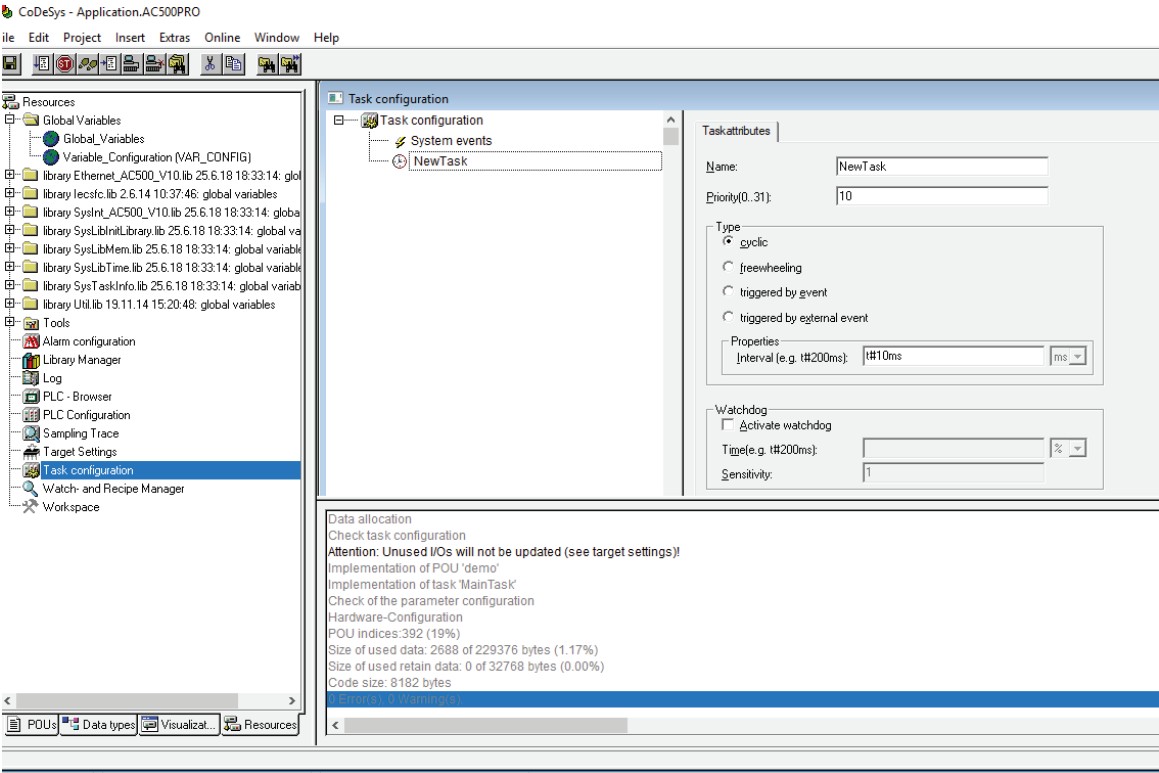 CoDeSys - Application.AC500PRO
ile Edit Project Insert Extras Online Window Help
Resources
Global Variables
Global_Variables
Variable_Configuration (VAR_CONFIG)
library Ethernet_AC500_V10.lib 25.6.18 18:33:14: glol
library Iecsfc.lib 2.6.14 10:37:46: global variables
library SysInt_AC500_V10.lib 25.6.18 18:33:14: globa
library SysLibInitLibrary.lib 25.6.18 18:33:14: global va
library SysLibMem.lib 25.6.18 18:33:14: global variable
library SysLibTime.lib 25.6.18 18:33:14: global variable
library SysTaskInfo.lib 25.6.18 18:33:14: global variab
library Util.lib 19.11.14 15:20:48: global variables
Tools
Alarm configuration
Library Manager
Log
PLC - Browser
PLC Configuration
Sampling Trace
Target Settings
Task configuration
Watch- and Recipe Manager
Workspace
POUs Data types Visualizat... Resources
Task configuration
Task configuration
System events
NewTask
Taskattributes
Name: NewTask
Priority(0..31): 10
Type
cyclic
freewheeling
triggered by event
triggered by external event
Properties
Interval (e.g. t#200ms): t#10ms ms
Watchdog
Activate watchdog
Time(e.g. t#200ms): %
Sensitivity: 1
Data allocation
Check task configuration
Attention: Unused I/Os will not be updated (see target settings)!
Implementation of POU 'demo'
Implementation of task 'MainTask'
Check of the parameter configuration
Hardware-Configuration
POU indices:392 (19%)
Size of used data: 2688 of 229376 bytes (1.17%)
Size of used retain data: 0 of 32768 bytes (0.00%)
Code size: 8182 bytes
0 Error(s), 0 Warning(s).